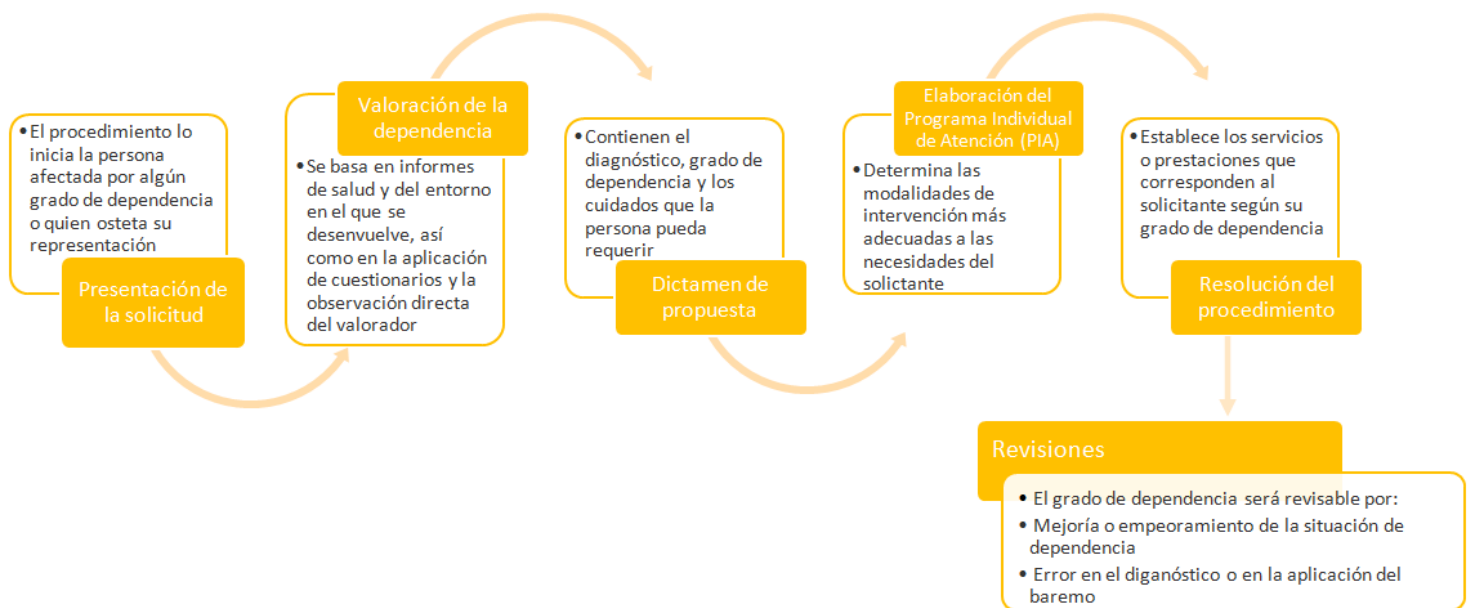 • El procedimiento lo
inicia la persona
afectada por algún
grado de dependencia
o quien osteta su
representación
Presentación de
la solicitud
Valoración de la
dependencia
• Se basa en informes
de salud y del entorno
en el que se
desenvuelve, así
como en la aplicación
de cuestionarios y la
observación directa
del valorador
• Contienen el
diagnóstico, grado de
dependencia y los
cuidados que la
persona pueda
requerir
Dictamen de
propuesta
Elaboración del
Programa Individual
de Atención (PIA)
• Determina las
modalidades de
intervención más
adecuadas a las
necesidades del
solictante
• Establece los servicios
o prestaciones que
corresponden al
solicitante según su
grado de dependencia
Resolución del
procedimiento
Revisiones
• El grado de dependencia será revisable por:
• Mejoría o empeoramiento de la situación de
dependencia
• Error en el diganóstico o en la aplicación del
baremo